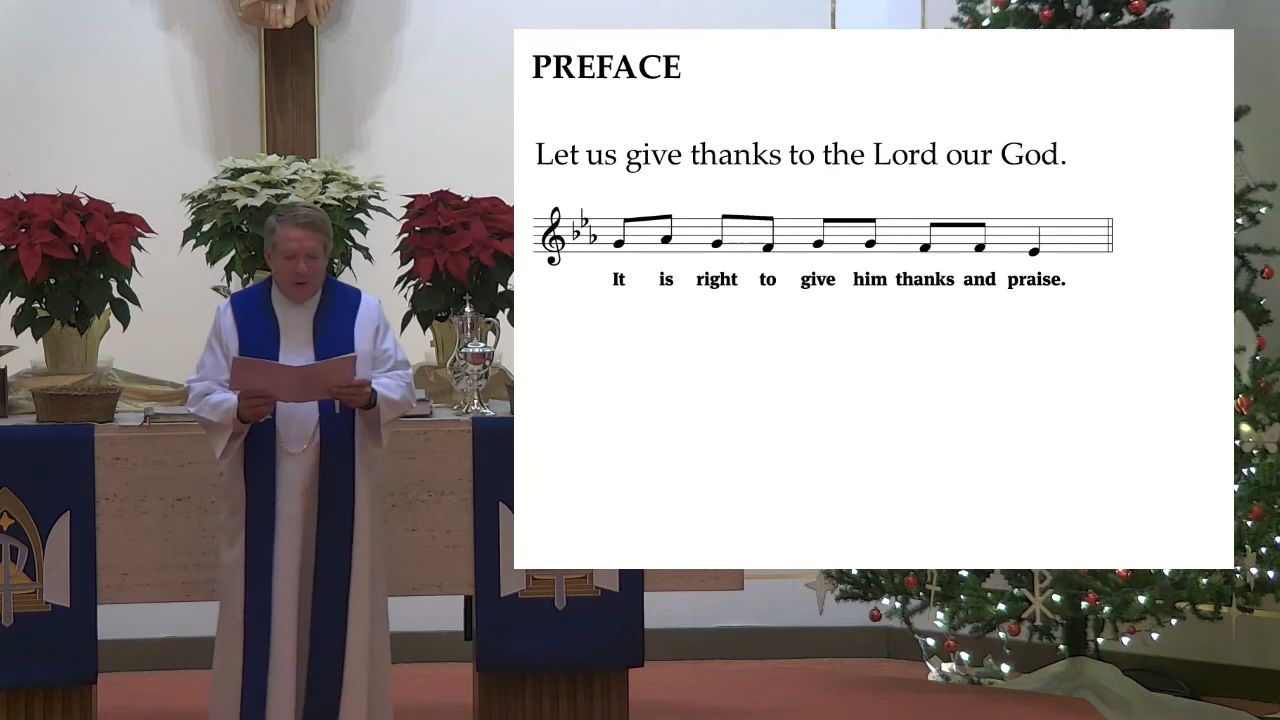 PREFACE
Let us give thanks to the Lord our God.
It is right to give him thanks and praise.